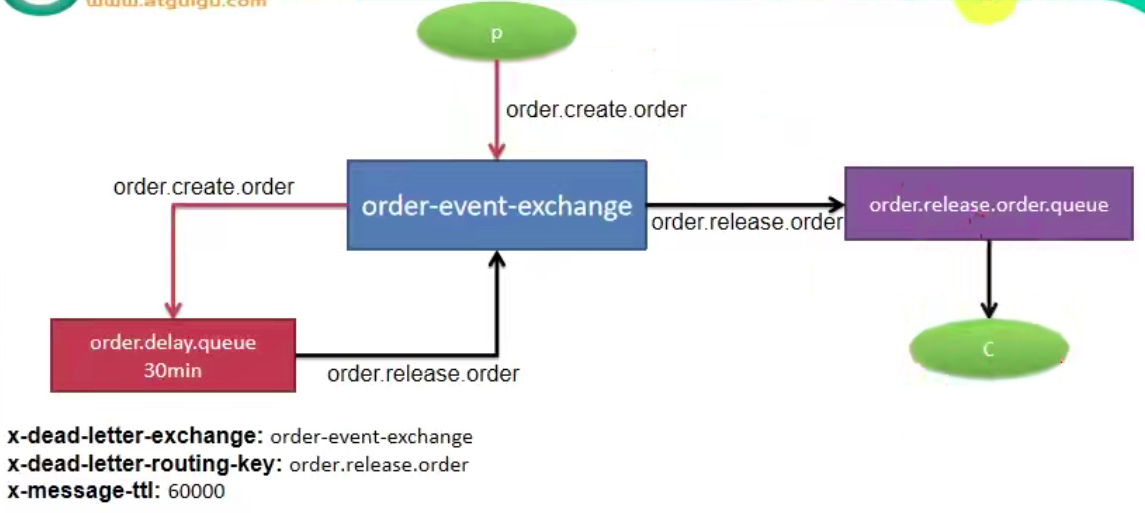 www.atguigu.com
p
order.create.order
order.create.order
order-event-exchange
order.release.order
order.release.order.queue
order.delay.queue
30min
order.release.order
C
x-dead-letter-exchange: order-event-exchange
x-dead-letter-routing-key: order.release.order
x-message-ttl: 60000